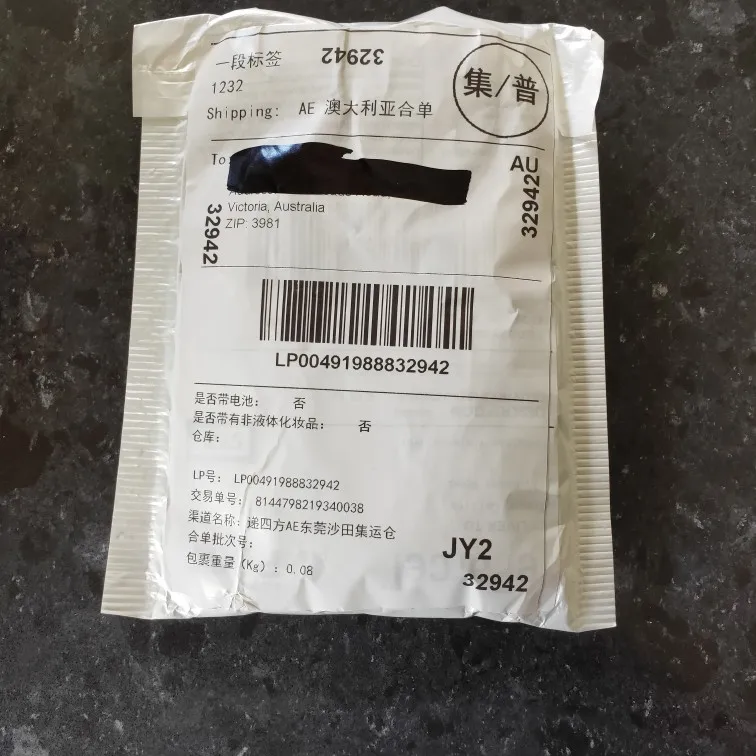 一段标签
32942
集/普
1232
Shipping: AE 澳大利亚合单
To:
AU
32942
32942
Victoria, Australia
ZIP: 3981
LP00491988832942
是否带电池: 否
是否带有非液体化妆品: 否
仓库:
LP号: LP00491988832942
交易单号: 8144798219340038
渠道名称: 递四方AE东莞沙田集运仓
合单批次号:
包裹重量(Kg): 0.08
JY2
32942